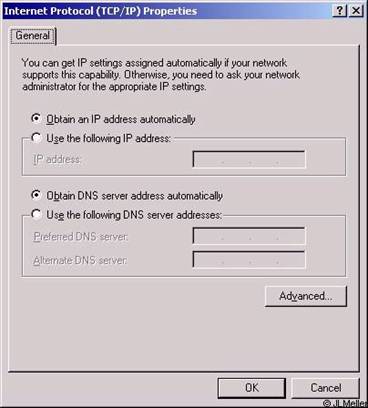 Internet Protocol (TCP/IP) Properties
General
You can get IP settings assigned automatically if your network
supports this capability. Otherwise, you need to ask your network
administrator for the appropriate IP settings.
Obtain an IP address automatically
Use the following IP address:
IP address:
Obtain DNS server address automatically
Use the following DNS server addresses:
Preferred DNS server:
Alternate DNS server:
Advanced...
OK
Cancel
© JLMeller